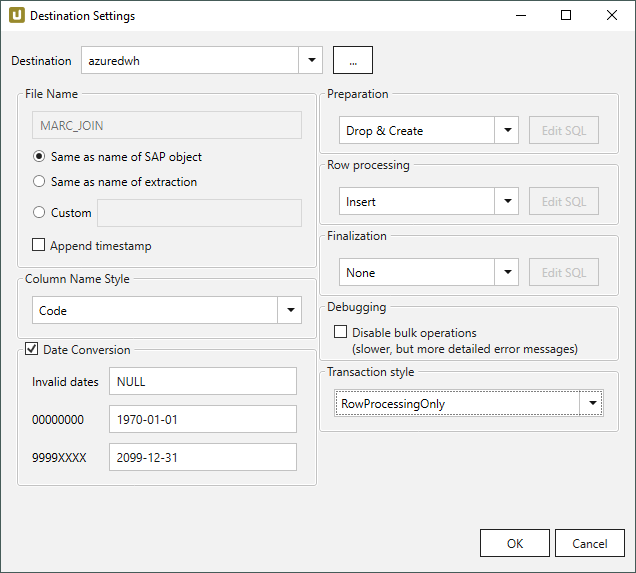 Destination Settings
Destination
azuredwh
...
File Name
MARC_JOIN
Same as name of SAP object
Same as name of extraction
Custom
Append timestamp
Column Name Style
Code
Date Conversion
Invalid dates
NULL
00000000
1970-01-01
9999XXXX
2099-12-31
Preparation
Drop & Create
Edit SQL
Row processing
Insert
Edit SQL
Finalization
None
Edit SQL
Debugging
Disable bulk operations
(slower, but more detailed error messages)
Transaction style
RowProcessingOnly
OK
Cancel